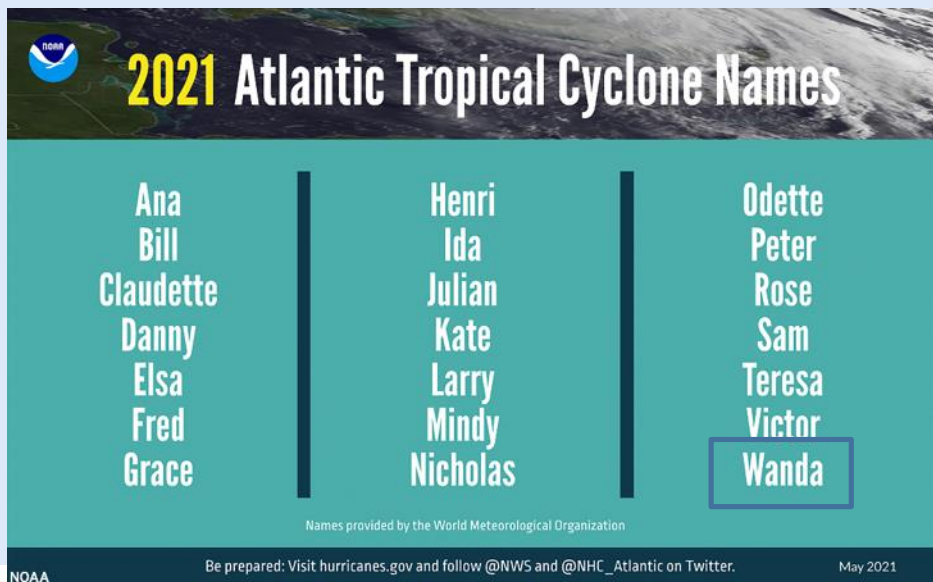 NOAA
2021 Atlantic Tropical Cyclone Names
Ana
Bill
Claudette
Danny
Elsa
Fred
Grace
Henri
Ida
Julian
Kate
Larry
Mindy
Nicholas
Odette
Peter
Rose
Sam
Teresa
Victor
Wanda
Names provided by the World Meteorological Organization
Be prepared: Visit hurricanes.gov and follow @NWS and @NHC_Atlantic on Twitter.
May 2021
NOAA